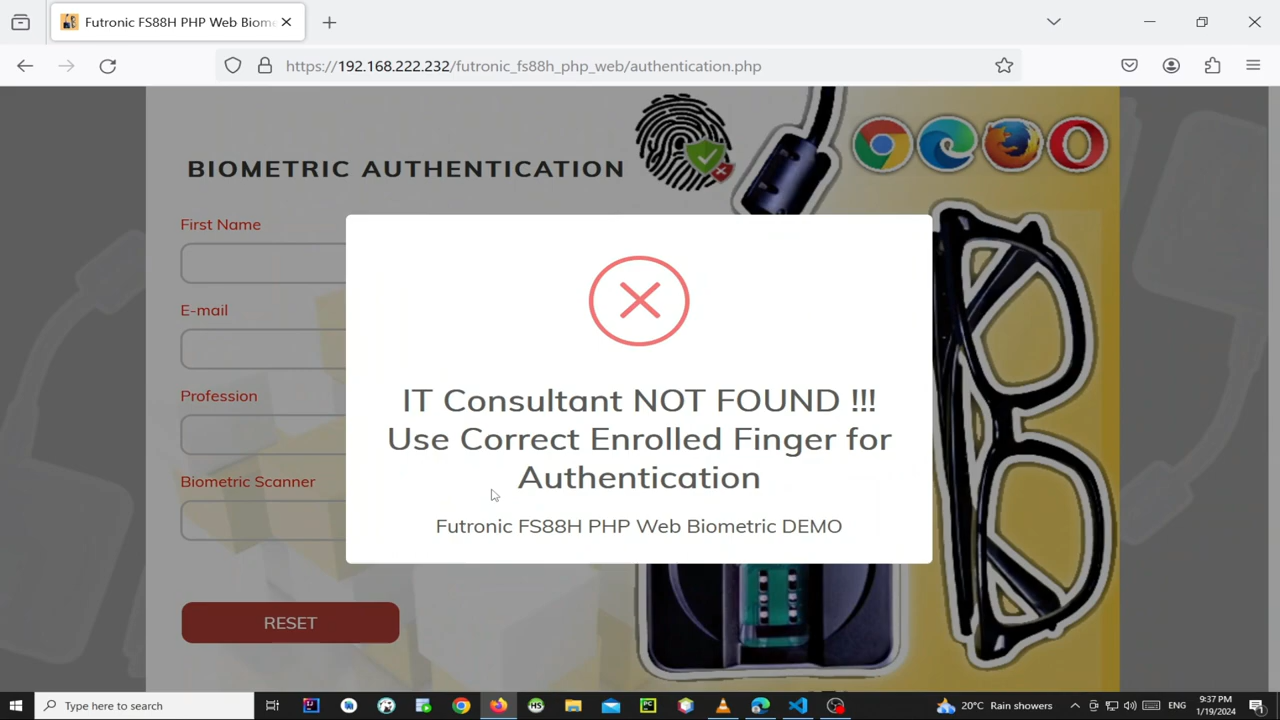 Futronic FS88H PHP Web Biome
https://192.168.222.232/futronic_fs88h_php_web/authentication.php
BIOMETRIC AUTHENTICATION
First Name
E-mail
Profession
Biometric Scanner
RESET
IT Consultant NOT FOUND !!!
Use Correct Enrolled Finger for
Authentication
Futronic FS88H PHP Web Biometric DEMO
Type here to search
20°C Rain showers
ENG
9:37 PM
1/19/2024